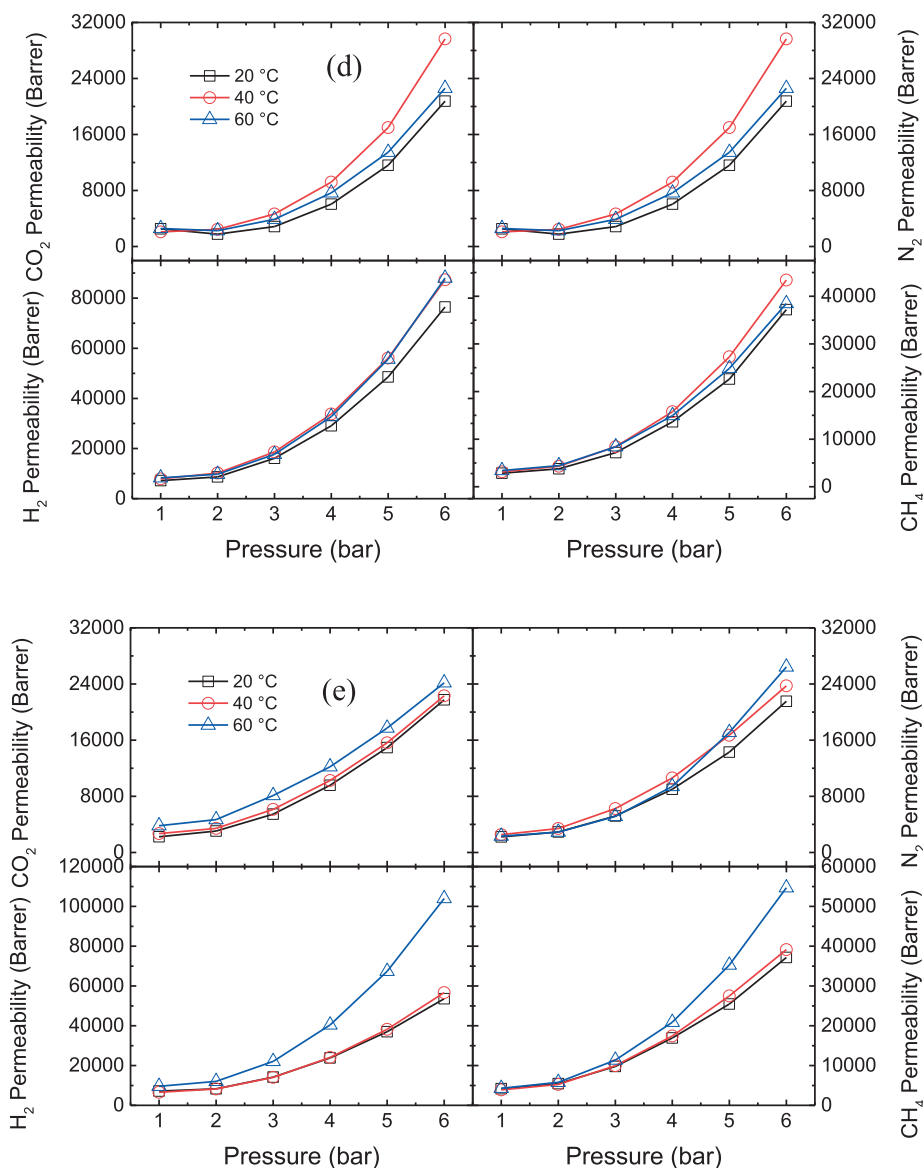 32000
24000
16000
8000
0
CO2 Permeability (Barrer)
20 °C
40 °C
60 °C
(d)
32000
24000
16000
8000
0
N2 Permeability (Barrer)
80000
60000
40000
20000
0
H2 Permeability (Barrer)
40000
30000
20000
10000
0
CH4 Permeability (Barrer)
1 2 3 4 5 6
Pressure (bar)
1 2 3 4 5 6
Pressure (bar)
32000
24000
16000
8000
0
CO2 Permeability (Barrer)
20 °C
40 °C
60 °C
(e)
32000
24000
16000
8000
0
N2 Permeability (Barrer)
120000
100000
80000
60000
40000
20000
0
H2 Permeability (Barrer)
60000
50000
40000
30000
20000
10000
0
CH4 Permeability (Barrer)
1 2 3 4 5 6
Pressure (bar)
1 2 3 4 5 6
Pressure (bar)